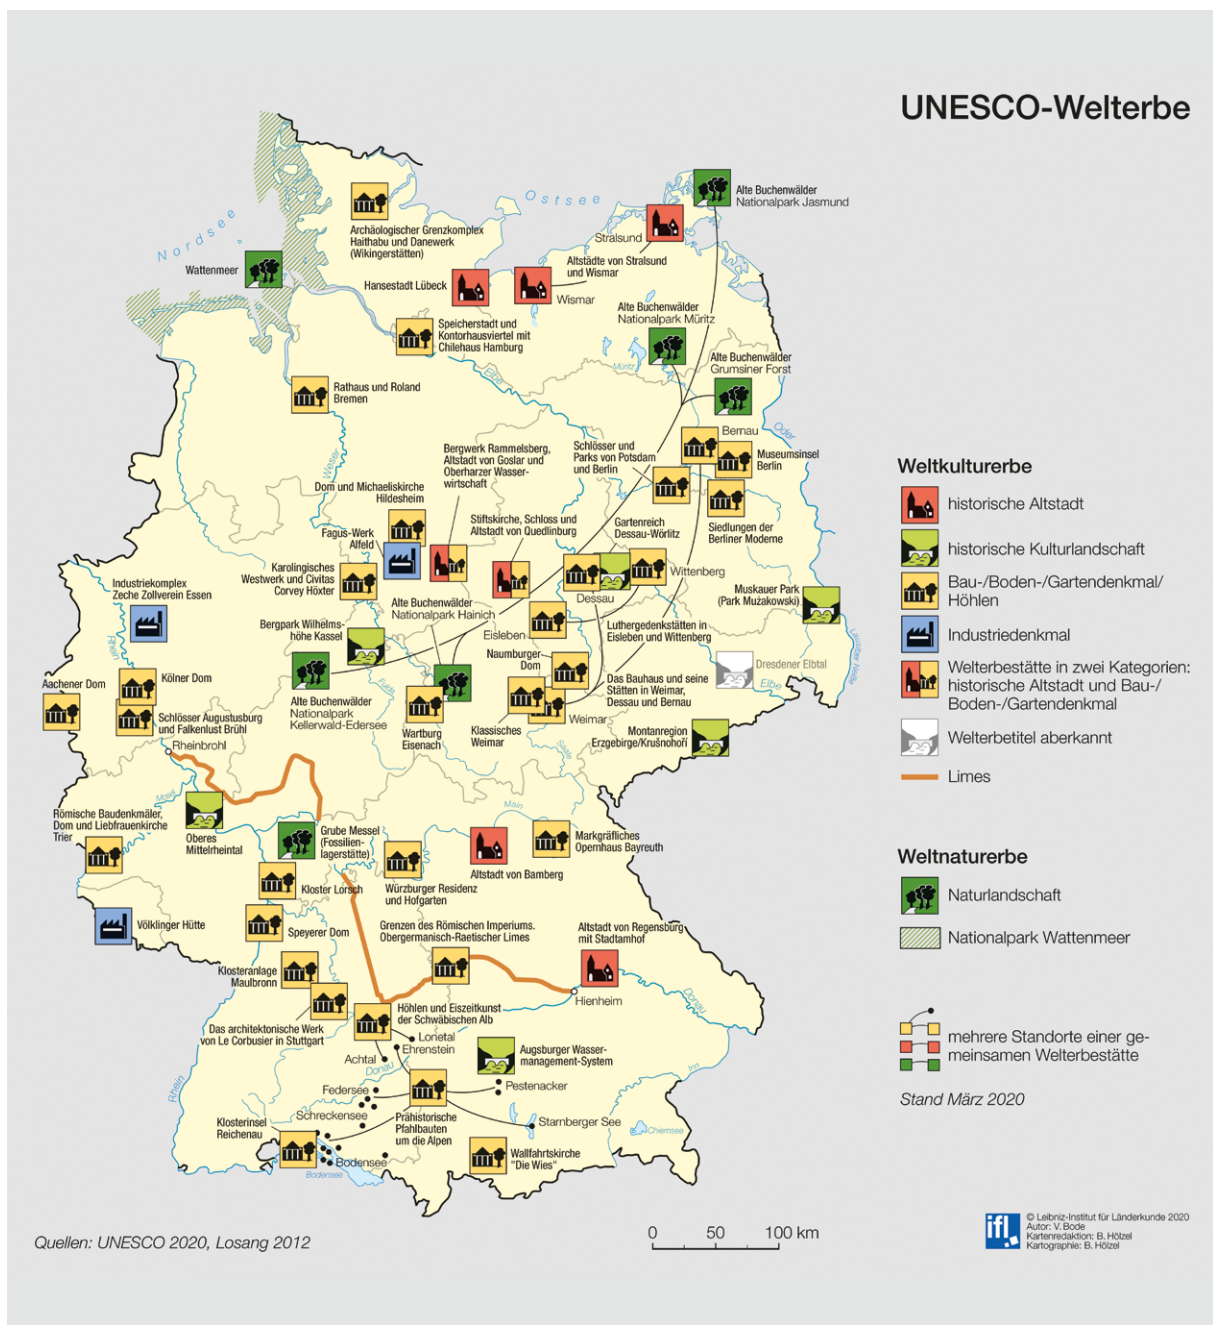 UNESCO-Welterbe
Nordsee
Ostsee
Alte Buchenwälder
Nationalpark Jasmund
Archäologischer Grenzkomplex
Haithabu und Danewerk
(Wikingerstätten)
Stralsund
Altstädte von Stralsund
und Wismar
Wattenmeer
Hansestadt Lübeck
Wismar
Alte Buchenwälder
Nationalpark Müritz
Speicherstadt und
Kontorhausviertel mit
Chilehaus Hamburg
Müritz
Alte Buchenwälder
Grumsiner Forst
Elbe
Rathaus und Roland
Bremen
Oder
Bernau
Weser
Bergwerk Rammelsberg,
Altstadt von Goslar und
Oberharzer Wasser-
wirtschaft
Schlösser und
Parks von Potsdam
und Berlin
Museumsinsel
Berlin
Dom und Michaeliskirche
Hildesheim
Stiftskirche, Schloss und
Altstadt von Quedlinburg
Gartenreich
Dessau-Wörlitz
Siedlungen der
Berliner Moderne
Fagus-Werk
Alfeld
Karolingisches
Westwerk und Civitas
Corvey Höxter
Wittenberg
Dessau
Industriekomplex
Zeche Zollverein Essen
Muskauer Park
(Park Mużakowski)
Alte Buchenwälder
Nationalpark Hainich
Bergpark Wilhelms-
höhe Kassel
Eisleben
Luthergedenkstätten in
Eisleben und Wittenberg
Rhein
Lausitzer Neiße
Naumburger
Dom
Dresdener Elbtal
Elbe
Kölner Dom
Aachener Dom
Fulda
Das Bauhaus und seine
Stätten in Weimar,
Dessau und Bernau
Alte Buchenwälder
Nationalpark
Kellerwald-Edersee
Schlösser Augustusburg
und Falkenlust Brühl
Wartburg
Eisenach
Klassisches
Weimar
Weimar
Montanregion
Erzgebirge/Krušnohoří
Rheinbrohl
Saale
Mosel
Main
Römische Baudenkmäler,
Dom und Liebfrauenkirche
Trier
Oberes
Mittelrheintal
Grube Messel
(Fossilien-
lagerstätte)
Markgräfliches
Opernhaus Bayreuth
Altstadt von Bamberg
Kloster Lorsch
Würzburger Residenz
und Hofgarten
Völklinger Hütte
Speyerer Dom
Grenzen des Römischen Imperiums.
Obergermanisch-Raetischer Limes
Altstadt von Regensburg
mit Stadtamhof
Klosteranlage
Maulbronn
Hienheim
Donau
Höhlen und Eiszeitkunst
der Schwäbischen Alb
Das architektonische Werk
von Le Corbusier in Stuttgart
Lonetal
Ehrenstein
Achtal
Donau
Augsburger Wasser-
management-System
Inn
Federsee
Pestenacker
Rhein
Schreckensee
Klosterinsel
Reichenau
Prähistorische
Pfahlbauten
um die Alpen
Starnberger See
Chiemsee
Bodensee
Bodensee
Wallfahrtskirche
"Die Wies"
Weltkulturerbe
historische Altstadt
historische Kulturlandschaft
Bau-/Boden-/Gartendenkmal/
Höhlen
Industriedenkmal
Welterbestätte in zwei Kategorien:
historische Altstadt und Bau-/
Boden-/Gartendenkmal
Welterbetitel aberkannt
Limes
Weltnaturerbe
Naturlandschaft
Nationalpark Wattenmeer
mehrere Standorte einer ge-
meinsamen Welterbestätte
Stand März 2020
Quellen: UNESCO 2020, Losang 2012
0 50 100 km
ifl
© Leibniz-Institut für Länderkunde 2020
Autor: V. Bode
Kartenredaktion: B. Hölzel
Kartographie: B. Hölzel